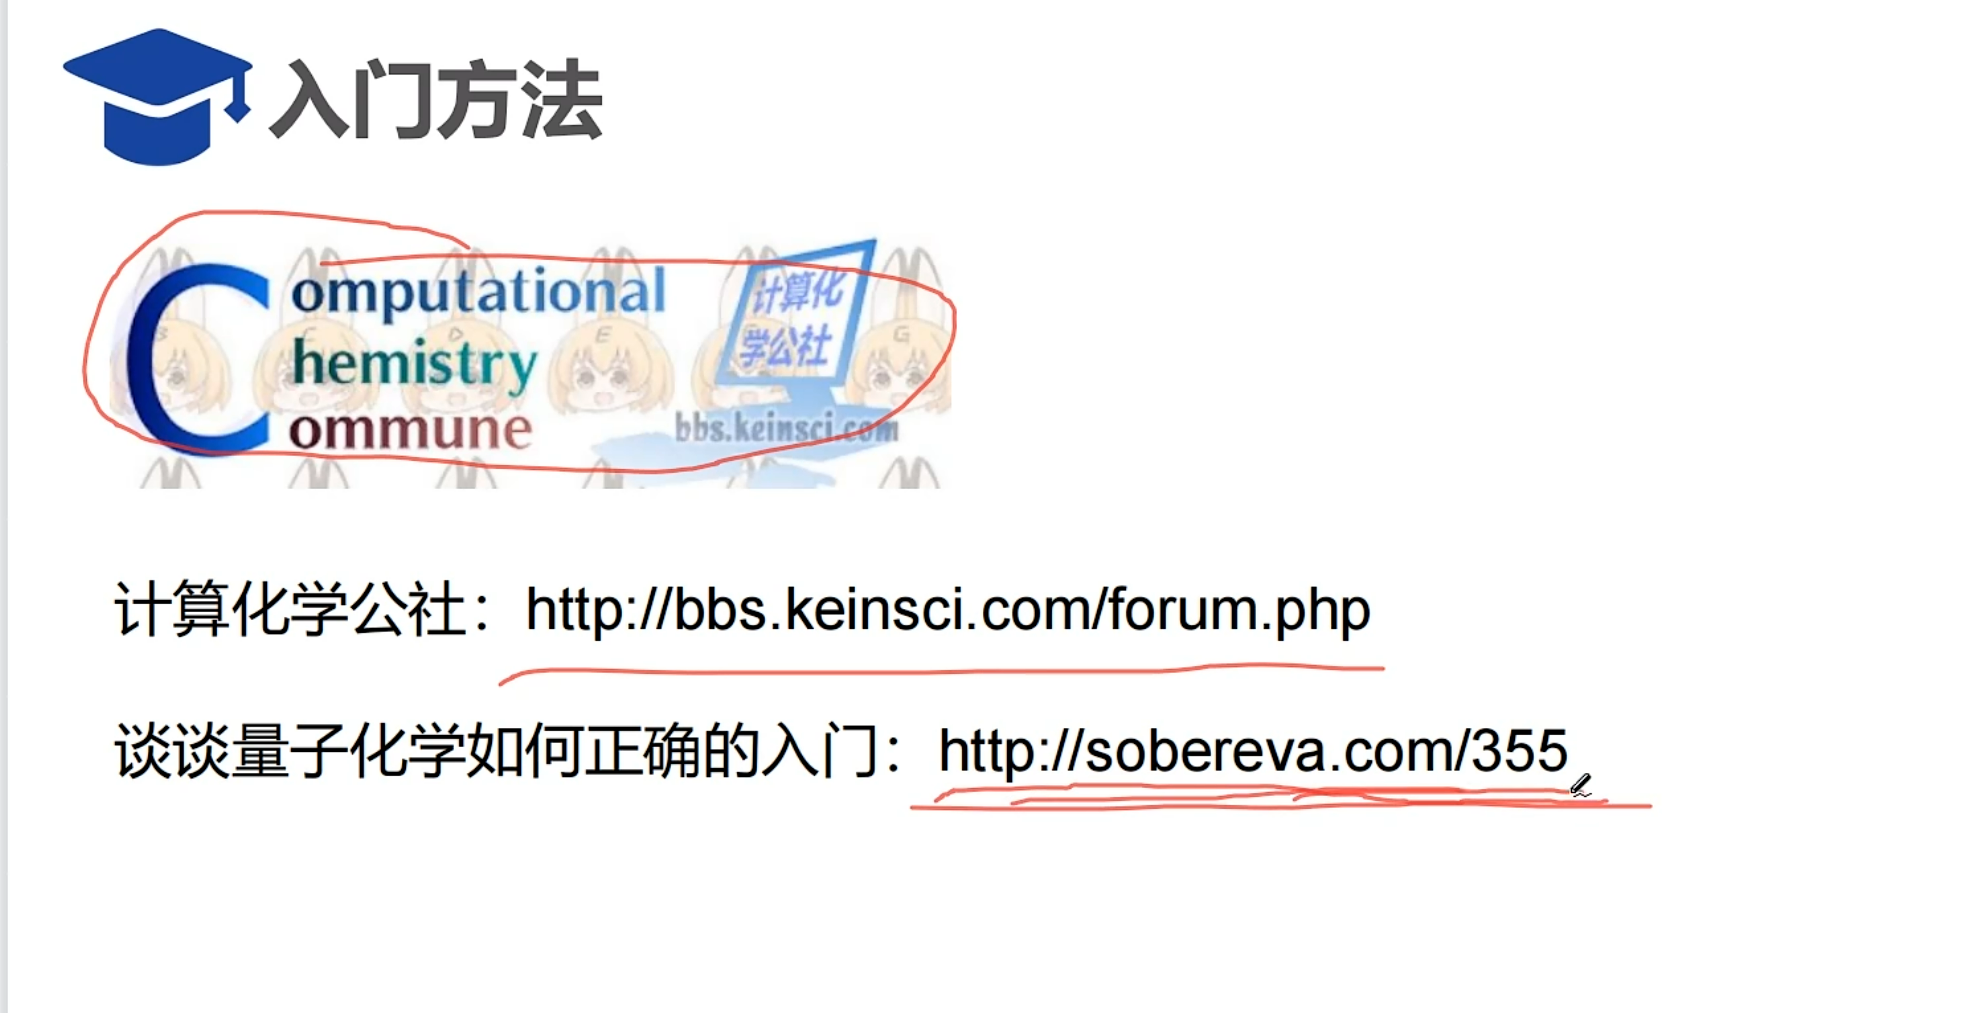 入门方法
Computational
Chemistry
Commune
计算化
学公社
bbs.keinsci.com
B
C
D
E
G
计算化学公社：http://bbs.keinsci.com/forum.php
谈谈量子化学如何正确的入门：http://sobereva.com/355